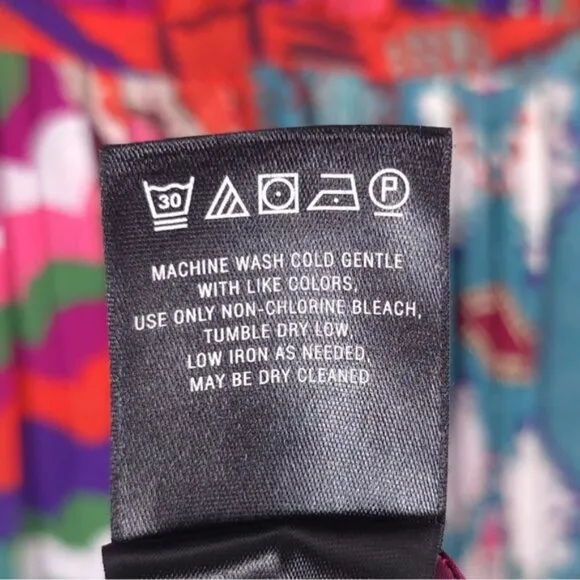 30 P
MACHINE WASH COLD GENTLE
WITH LIKE COLORS,
USE ONLY NON-CHLORINE BLEACH,
TUMBLE DRY LOW,
LOW IRON AS NEEDED,
MAY BE DRY CLEANED